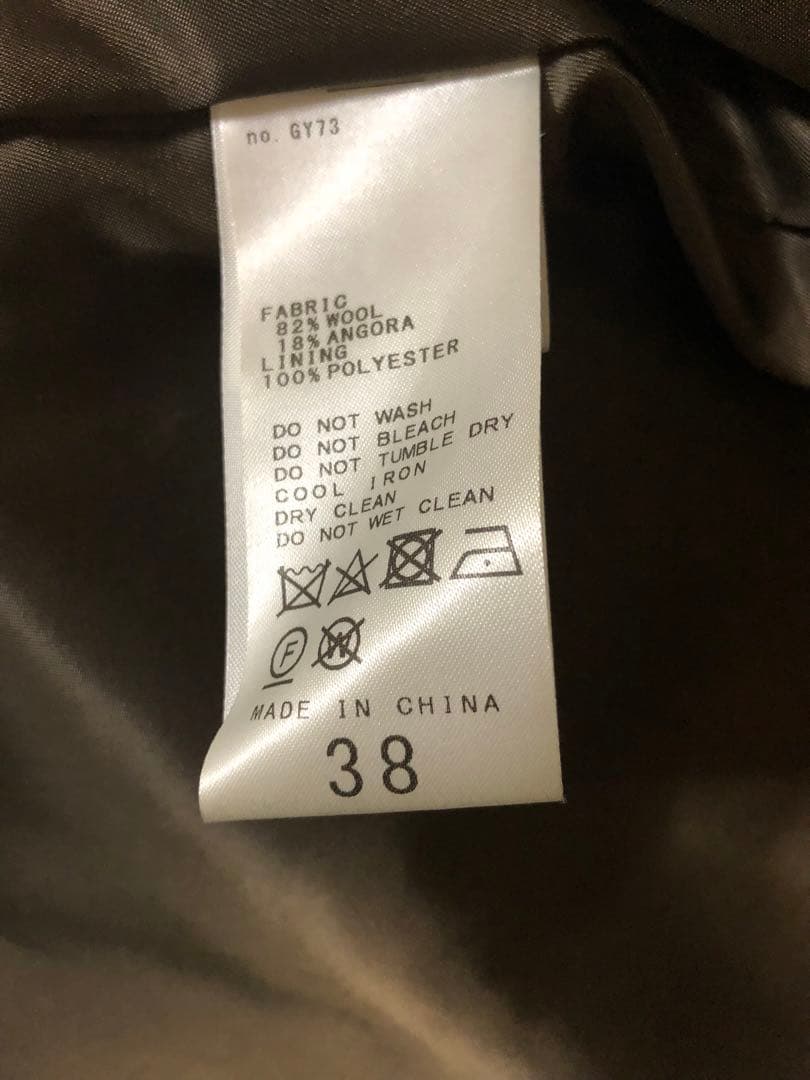 no. GY73
FABRIC
82% WOOL
18% ANGORA
LINING
100% POLYESTER
DO NOT WASH
DO NOT BLEACH
DO NOT TUMBLE DRY
COOL IRON
DRY CLEAN
DO NOT WET CLEAN
F W
MADE IN CHINA
38